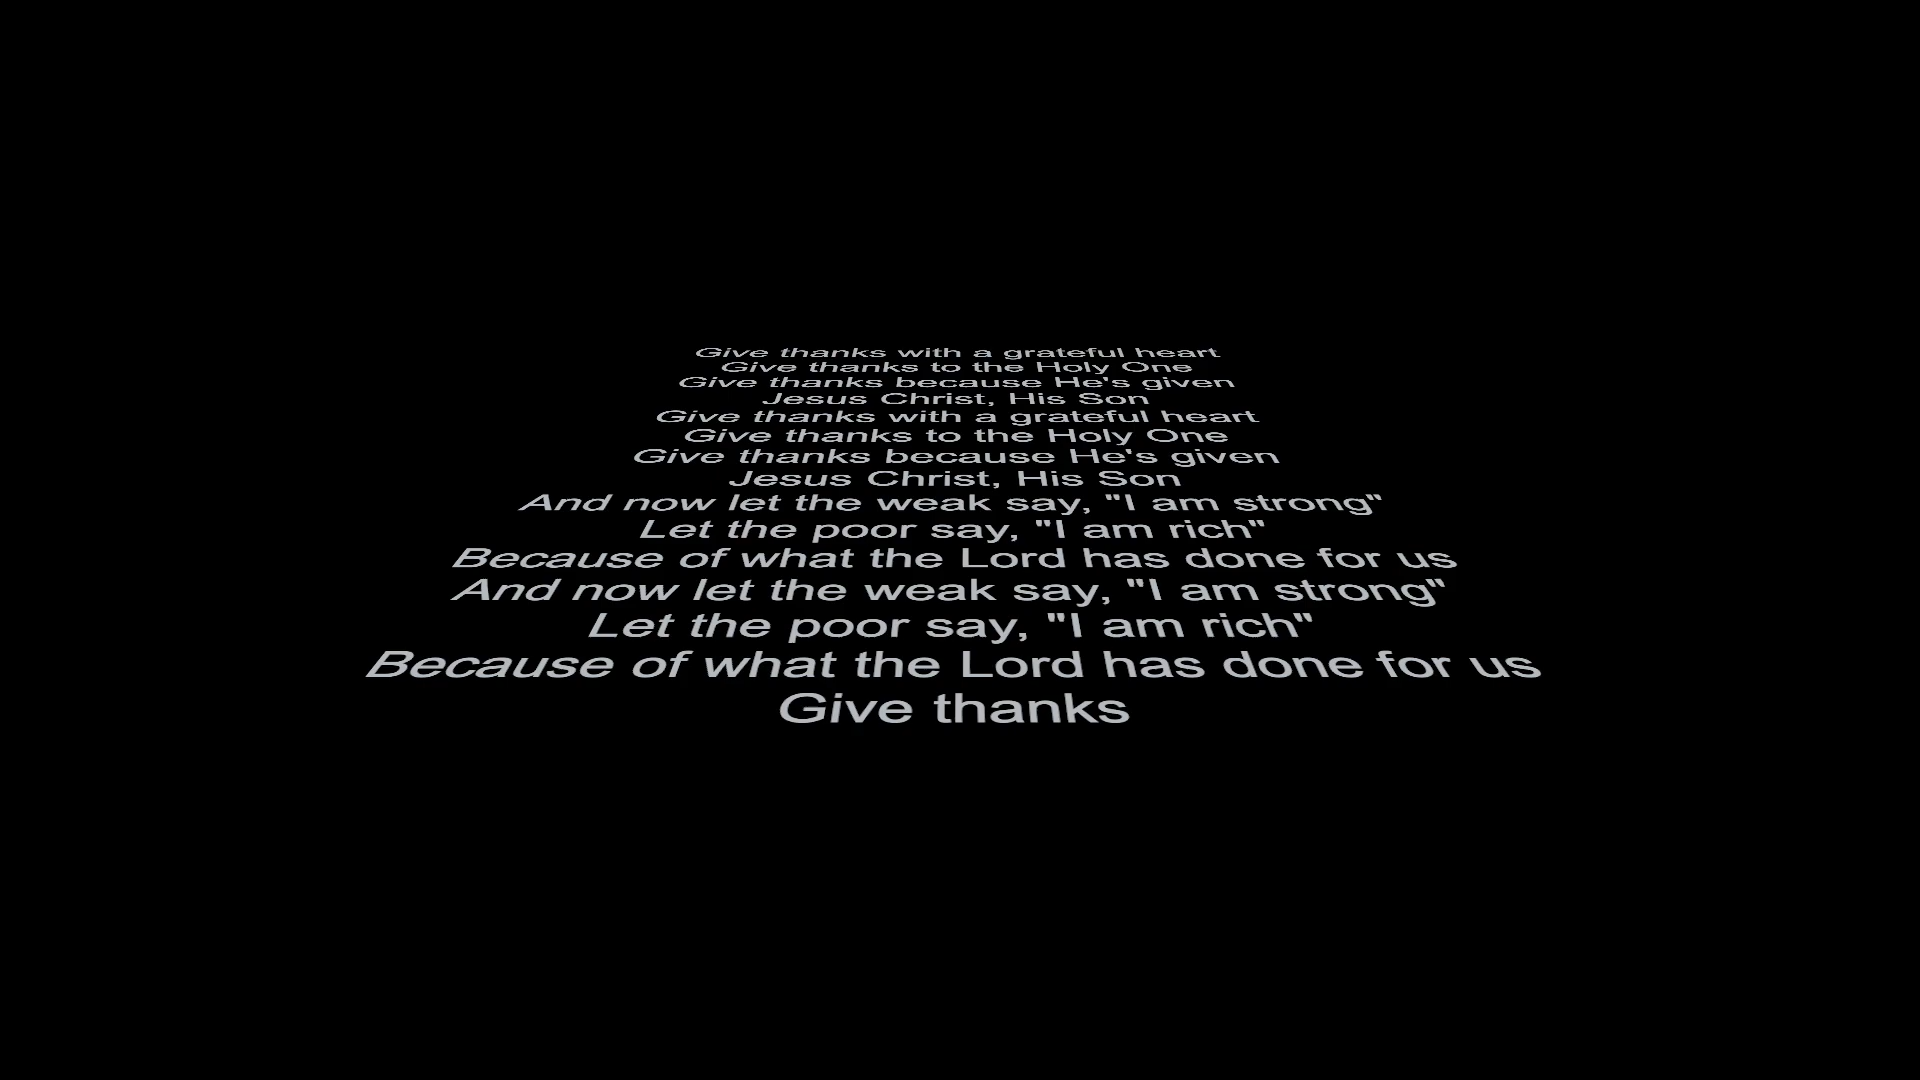 Give thanks with a grateful heart
Give thanks to the Holy One
Give thanks because He's given
Jesus Christ, His Son
Give thanks with a grateful heart
Give thanks to the Holy One
Give thanks because He's given
Jesus Christ, His Son
And now let the weak say, "I am strong"
Let the poor say, "I am rich"
Because of what the Lord has done for us
And now let the weak say, "I am strong"
Let the poor say, "I am rich"
Because of what the Lord has done for us
Give thanks